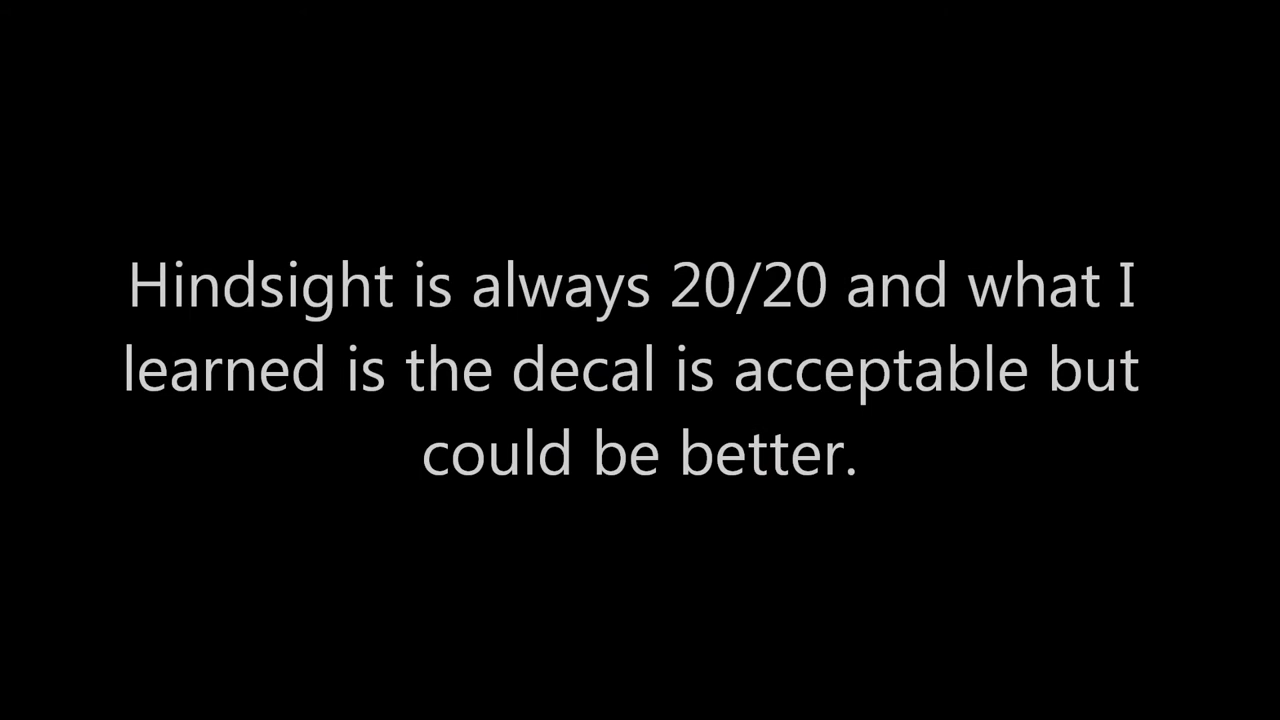 Hindsight is always 20/20 and what I
learned is the decal is acceptable but
could be better.